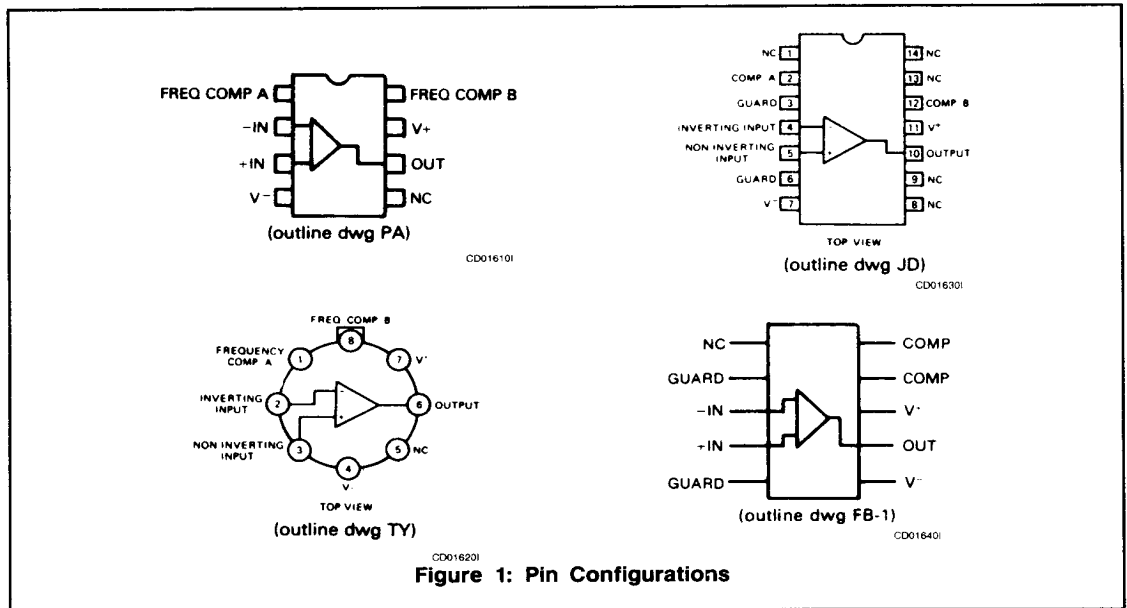 FREQ COMP A
FREQ COMP B
-IN
V+
+IN
OUT
V-
NC
(outline dwg PA)
CD01610I
NC 1
14 NC
COMP A 2
13 NC
GUARD 3
12 COMP B
INVERTING INPUT 4
11 V+
NON INVERTING
INPUT 5
10 OUTPUT
GUARD 6
9 NC
V- 7
8 NC
- +
TOP VIEW
(outline dwg JD)
CD01630I
FREQ COMP B
8
FREQUENCY
COMP A
1
7 V+
INVERTING
INPUT
2
6 OUTPUT
NON INVERTING
INPUT
3
5 NC
4
V-
- +
TOP VIEW
(outline dwg TY)
CD01620I
NC
COMP
GUARD
COMP
-IN
V+
+IN
OUT
GUARD
V-
(outline dwg FB-1)
CD01640I
Figure 1: Pin Configurations